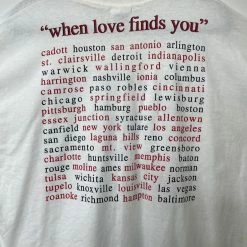 "when love finds you"
cadott houston san antonio arlington
st. clairsville detroit indianapolis
warwick wallingford vienna
harrington nashville ionia columbus
camrose paso robles cincinnati
chicago springfield lewisburg
pittsburgh hamburg pueblo boston
essex junction syracuse allentown
canfield new york tulare los angeles
san diego laguna hills reno concord
sacramento mt. view greensboro
charlotte huntsville memphis baton
rouge moline ames milwaukee norman
tulsa wichita kansas city jackson
tupelo knoxville louisville las vegas
roanoke richmond hampton baltimore